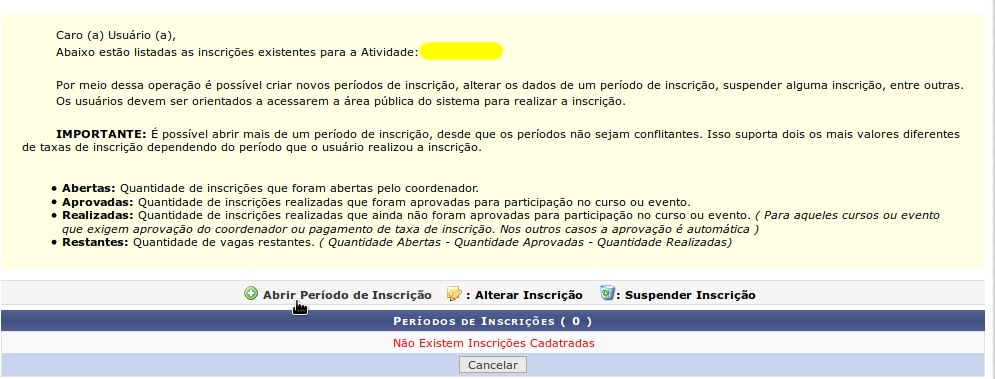 Caro (a) Usuário (a),
Abaixo estão listadas as inscrições existentes para a Atividade:
Por meio dessa operação é possível criar novos períodos de inscrição, alterar os dados de um período de inscrição, suspender alguma inscrição, entre outras.
Os usuários devem ser orientados a acessarem a área pública do sistema para realizar a inscrição.
IMPORTANTE: É possível abrir mais de um período de inscrição, desde que os períodos não sejam conflitantes. Isso suporta dois os mais valores diferentes
de taxas de inscrição dependendo do período que o usuário realizou a inscrição.
• Abertas: Quantidade de inscrições que foram abertas pelo coordenador.
• Aprovadas: Quantidade de inscrições realizadas que foram aprovadas para participação no curso ou evento.
• Realizadas: Quantidade de inscrições realizadas que ainda não foram aprovadas para participação no curso ou evento. ( Para aqueles cursos ou evento
que exigem aprovação do coordenador ou pagamento de taxa de inscrição. Nos outros casos a aprovação é automática )
• Restantes: Quantidade de vagas restantes. ( Quantidade Abertas - Quantidade Aprovadas - Quantidade Realizadas)
Abrir Período de Inscrição : Alterar Inscrição : Suspender Inscrição
Períodos de Inscrições ( 0 )
Não Existem Inscrições Cadatradas
Cancelar